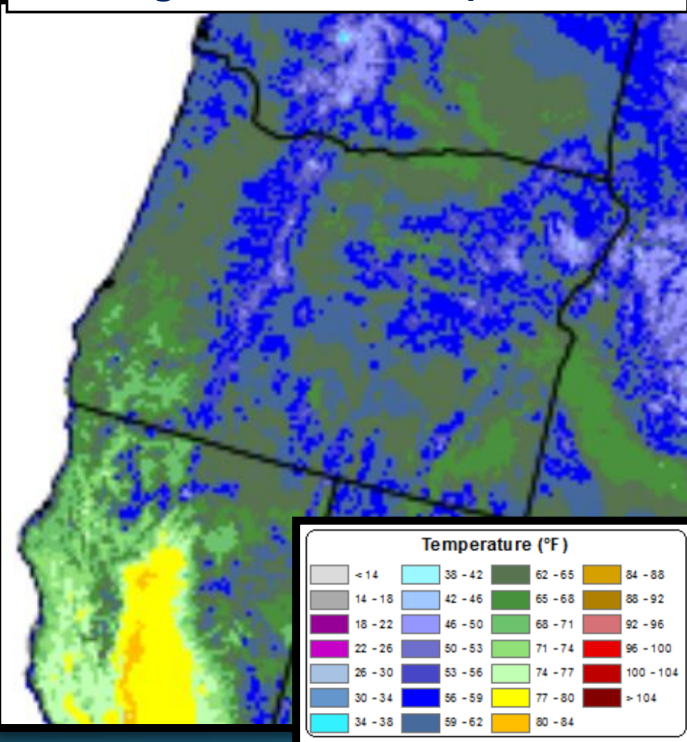 Temperature (°F)
< 14 38 - 42 62 - 65 84 - 88
14 - 18 42 - 46 65 - 68 88 - 92
18 - 22 46 - 50 68 - 71 92 - 96
22 - 26 50 - 53 71 - 74 96 - 100
26 - 30 53 - 56 74 - 77 100 - 104
30 - 34 56 - 59 77 - 80 > 104
34 - 38 59 - 62 80 - 84